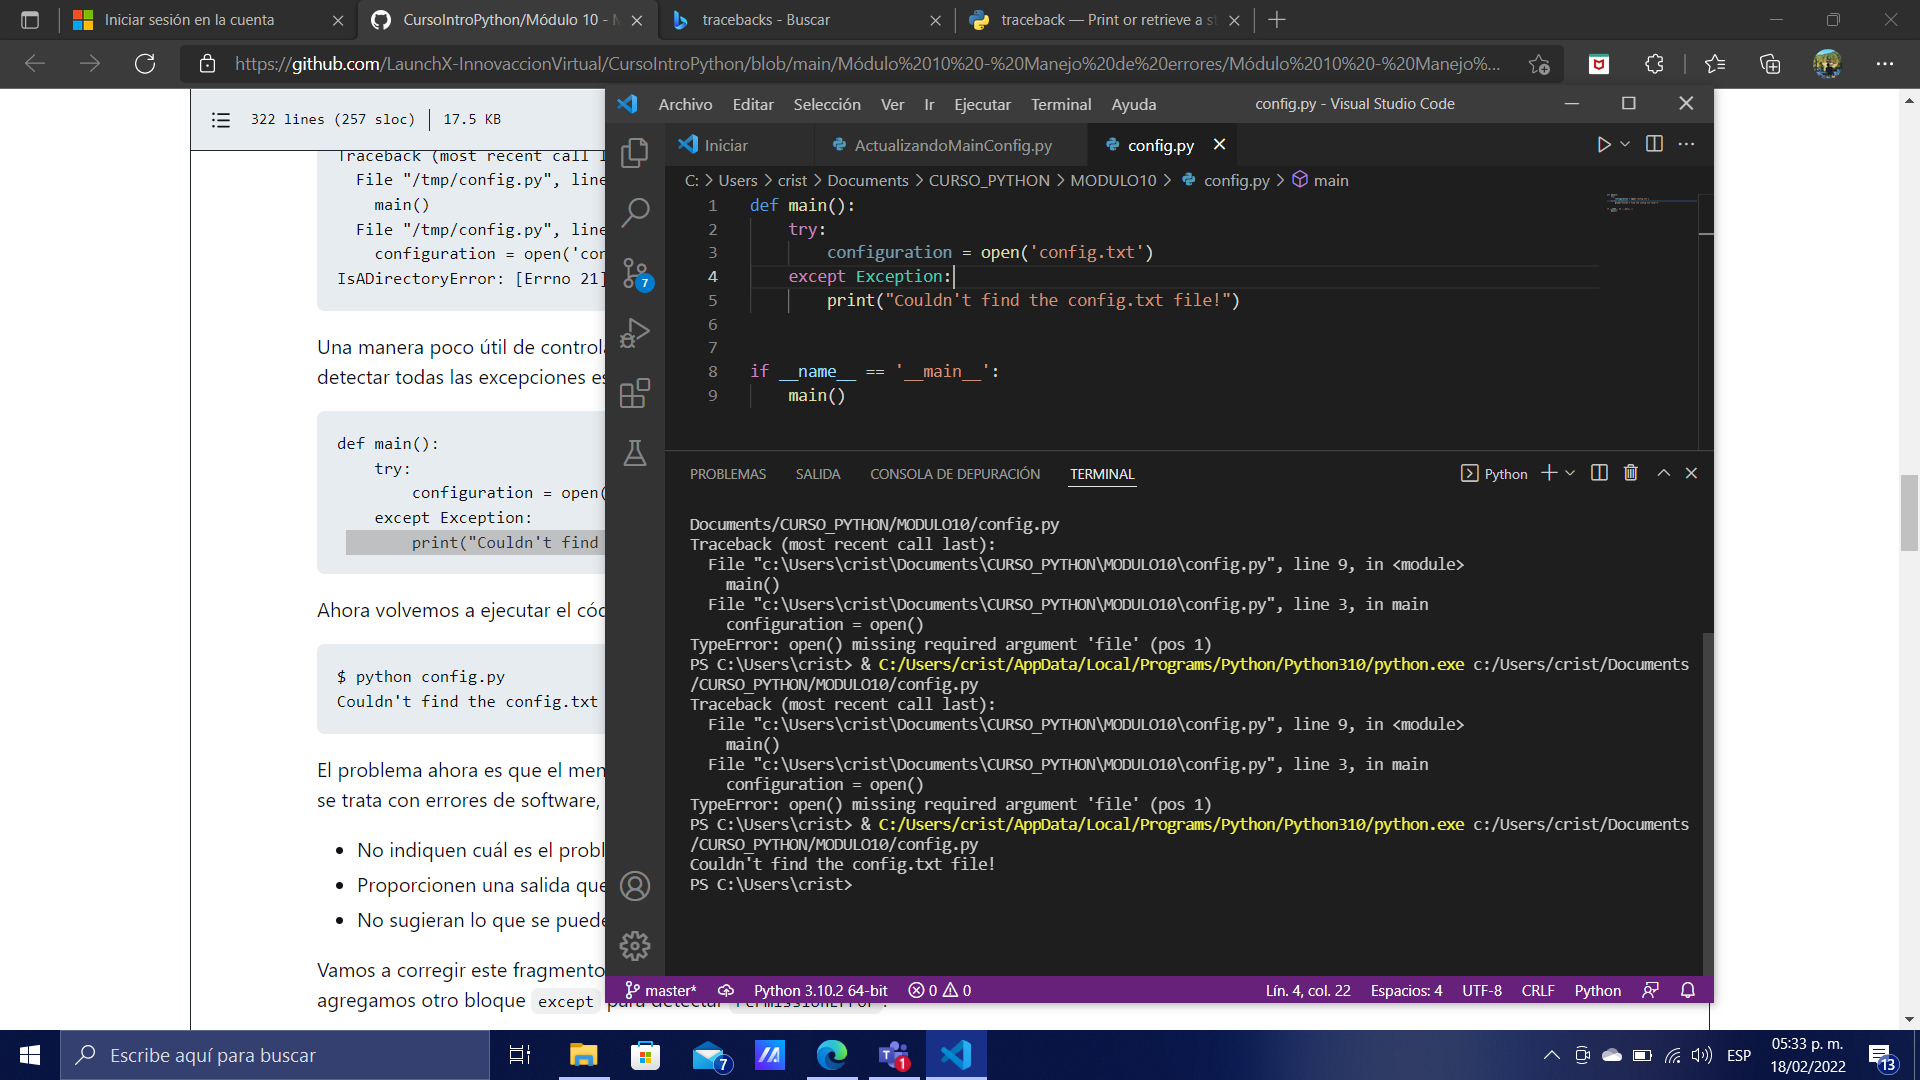 Iniciar sesión en la cuenta
CursoIntroPython/Módulo 10 - M
tracebacks - Buscar
traceback — Print or retrieve a st
https://github.com/LaunchX-InnovaccionVirtual/CursoIntroPython/blob/main/Módulo%2010%20-%20Manejo%20de%20errores/Módulo%2010%20-%20Manejo%...
322 lines (257 sloc) 17.5 KB
Traceback (most recent call l
File "/tmp/config.py", line
main()
File "/tmp/config.py", line
configuration = open('con
IsADirectoryError: [Errno 21]
Una manera poco útil de controla
detectar todas las excepciones es
def main():
try:
configuration = open(
except Exception:
print("Couldn't find
Ahora volvemos a ejecutar el cód
$ python config.py
Couldn't find the config.txt
El problema ahora es que el men
se trata con errores de software,
No indiquen cuál es el probl
Proporcionen una salida que
No sugieran lo que se puede
Vamos a corregir este fragmento
agregamos otro bloque except para detectar PermissionError :
Archivo Editar Selección Ver Ir Ejecutar Terminal Ayuda
config.py - Visual Studio Code
Iniciar
ActualizandoMainConfig.py
config.py
C: > Users > crist > Documents > CURSO_PYTHON > MODULO10 > config.py > main
1 def main():
2 try:
3 configuration = open('config.txt')
4 except Exception:
5 print("Couldn't find the config.txt file!")
6
7
8 if __name__ == '__main__':
9 main()
7
PROBLEMAS SALIDA CONSOLA DE DEPURACIÓN TERMINAL
Python
Documents/CURSO_PYTHON/MODULO10/config.py
Traceback (most recent call last):
File "c:\Users\crist\Documents\CURSO_PYTHON\MODULO10\config.py", line 9, in <module>
main()
File "c:\Users\crist\Documents\CURSO_PYTHON\MODULO10\config.py", line 3, in main
configuration = open()
TypeError: open() missing required argument 'file' (pos 1)
PS C:\Users\crist> & C:/Users/crist/AppData/Local/Programs/Python/Python310/python.exe c:/Users/crist/Documents
/CURSO_PYTHON/MODULO10/config.py
Traceback (most recent call last):
File "c:\Users\crist\Documents\CURSO_PYTHON\MODULO10\config.py", line 9, in <module>
main()
File "c:\Users\crist\Documents\CURSO_PYTHON\MODULO10\config.py", line 3, in main
configuration = open()
TypeError: open() missing required argument 'file' (pos 1)
PS C:\Users\crist> & C:/Users/crist/AppData/Local/Programs/Python/Python310/python.exe c:/Users/crist/Documents
/CURSO_PYTHON/MODULO10/config.py
Couldn't find the config.txt file!
PS C:\Users\crist>
master* Python 3.10.2 64-bit 0 0
Lín. 4, col. 22 Espacios: 4 UTF-8 CRLF Python
Escribe aquí para buscar
7
1
ESP
05:33 p. m.
18/02/2022
13